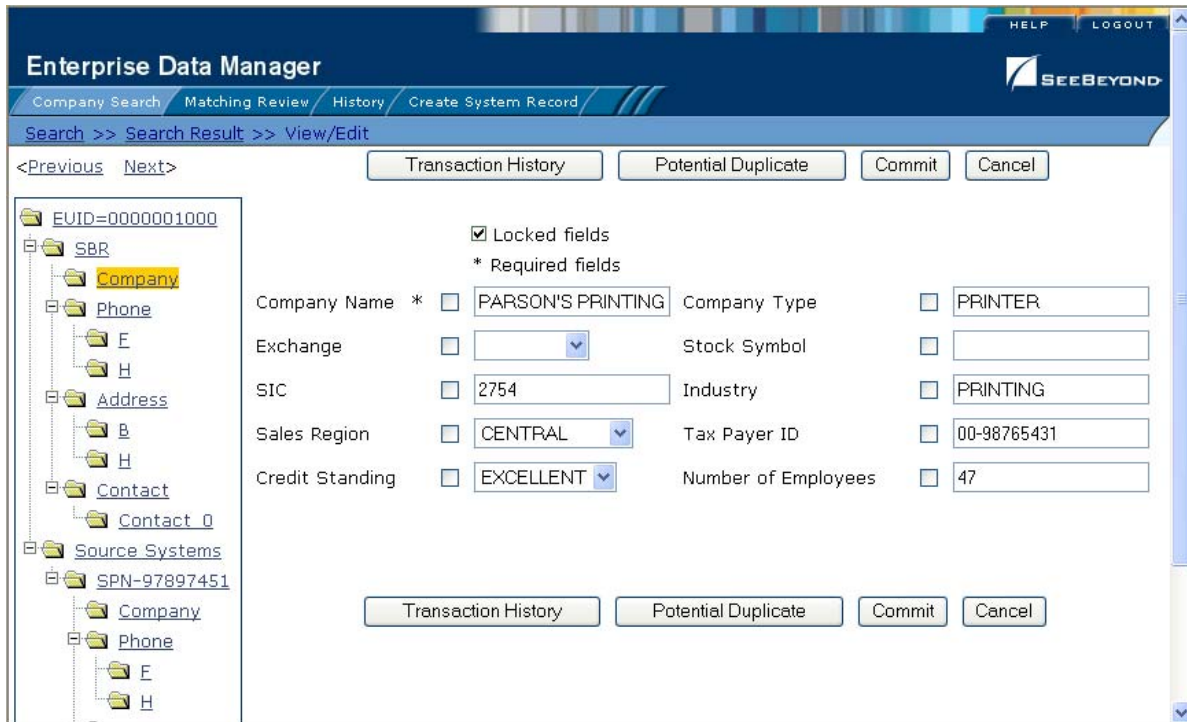 HELP LOGOUT
Enterprise Data Manager
SEEBEYOND
Company Search Matching Review History Create System Record
Search >> Search Result >> View/Edit
<Previous Next> Transaction History Potential Duplicate Commit Cancel
EUID=0000001000
SBR
Company
Phone
F
H
Address
B
H
Contact
Contact_0
Source Systems
SPN-97897451
Company
Phone
F
H
Locked fields
* Required fields
Company Name * PARSON'S PRINTING Company Type PRINTER
Exchange Stock Symbol
SIC 2754 Industry PRINTING
Sales Region CENTRAL Tax Payer ID 00-98765431
Credit Standing EXCELLENT Number of Employees 47
Transaction History Potential Duplicate Commit Cancel